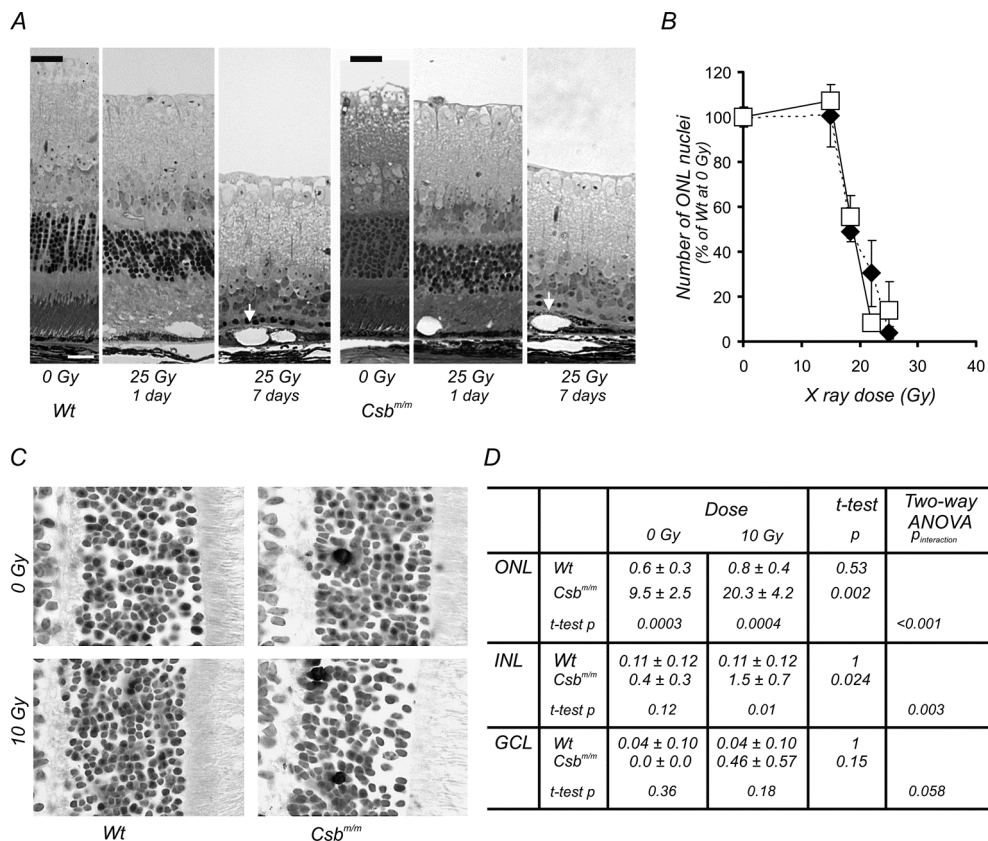 A
0 Gy
25 Gy
1 day
25 Gy
7 days
0 Gy
25 Gy
1 day
25 Gy
7 days
Wt
Csb^m/m
B
Number of ONL nuclei
(% of Wt at 0 Gy)
120
100
80
60
40
20
0
0 10 20 30 40
X ray dose (Gy)
C
0 Gy
10 Gy
Wt
Csb^m/m
D
Dose t-test Two-way ANOVA
0 Gy 10 Gy p p interaction
ONL Wt 0.6 ± 0.3 0.8 ± 0.4 0.53
Csb^m/m 9.5 ± 2.5 20.3 ± 4.2 0.002
t-test p 0.0003 0.0004 <0.001
INL Wt 0.11 ± 0.12 0.11 ± 0.12 1
Csb^m/m 0.4 ± 0.3 1.5 ± 0.7 0.024
t-test p 0.12 0.01 0.003
GCL Wt 0.04 ± 0.10 0.04 ± 0.10 1
Csb^m/m 0.0 ± 0.0 0.46 ± 0.57 0.15
t-test p 0.36 0.18 0.058